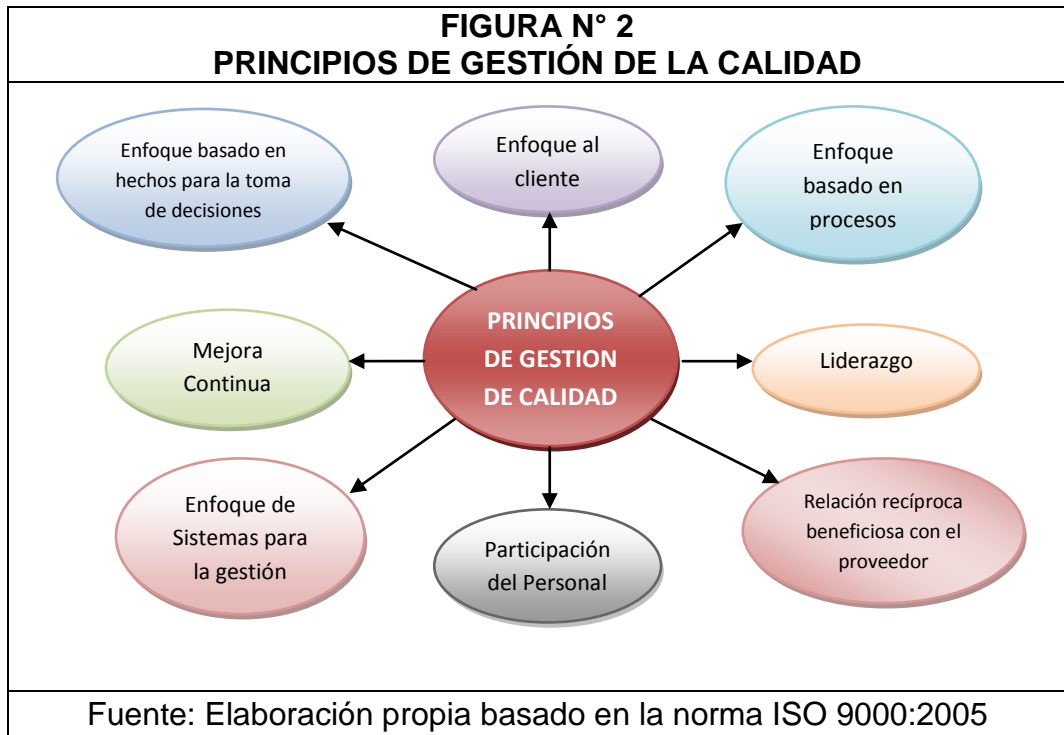 FIGURA N° 2
PRINCIPIOS DE GESTIÓN DE LA CALIDAD
Enfoque basado en
hechos para la toma
de decisiones
Enfoque al
cliente
Enfoque
basado en
procesos
Mejora
Continua
PRINCIPIOS
DE GESTION
DE CALIDAD
Liderazgo
Enfoque de
Sistemas para
la gestión
Participación
del Personal
Relación recíproca
beneficiosa con el
proveedor
Fuente: Elaboración propia basado en la norma ISO 9000:2005